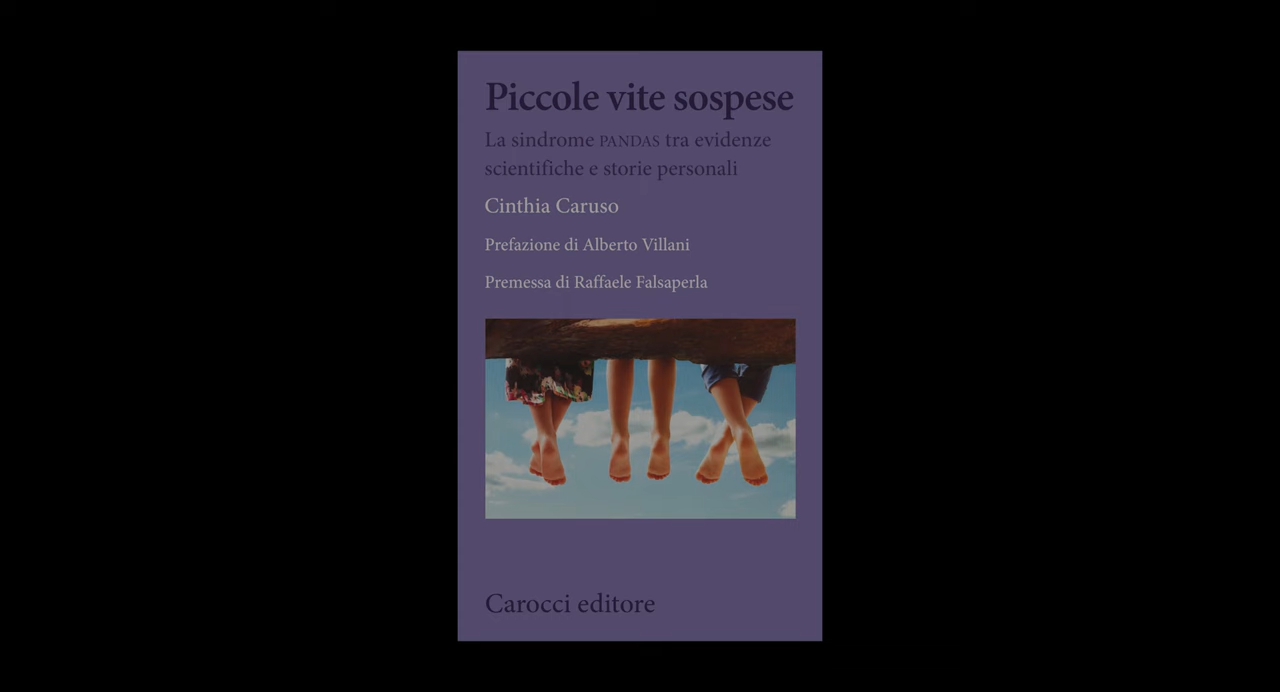 Piccole vite sospese
La sindrome PANDAS tra evidenze
scientifiche e storie personali
Cinthia Caruso
Prefazione di Alberto Villani
Premessa di Raffaele Falsaperla
Carocci editore